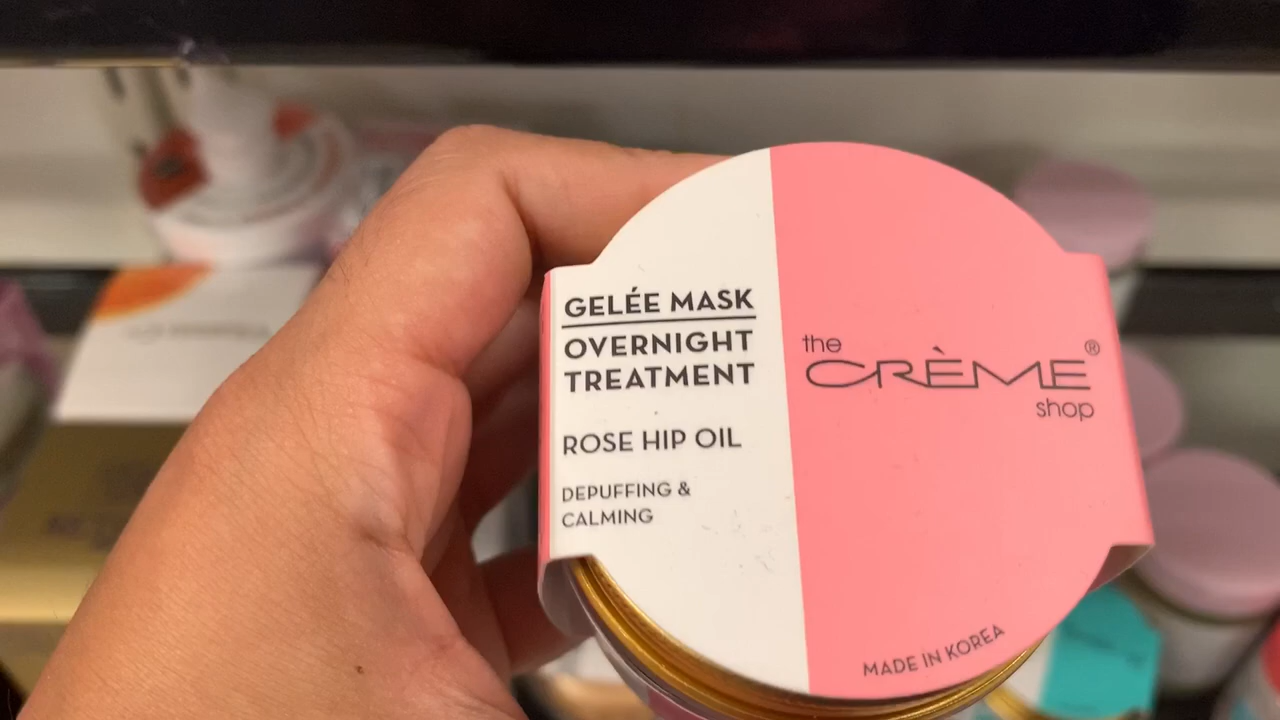 GELÉE MASK
OVERNIGHT
TREATMENT
ROSE HIP OIL
DEPUFFING &
CALMING
the
CRÈME®
shop
MADE IN KOREA